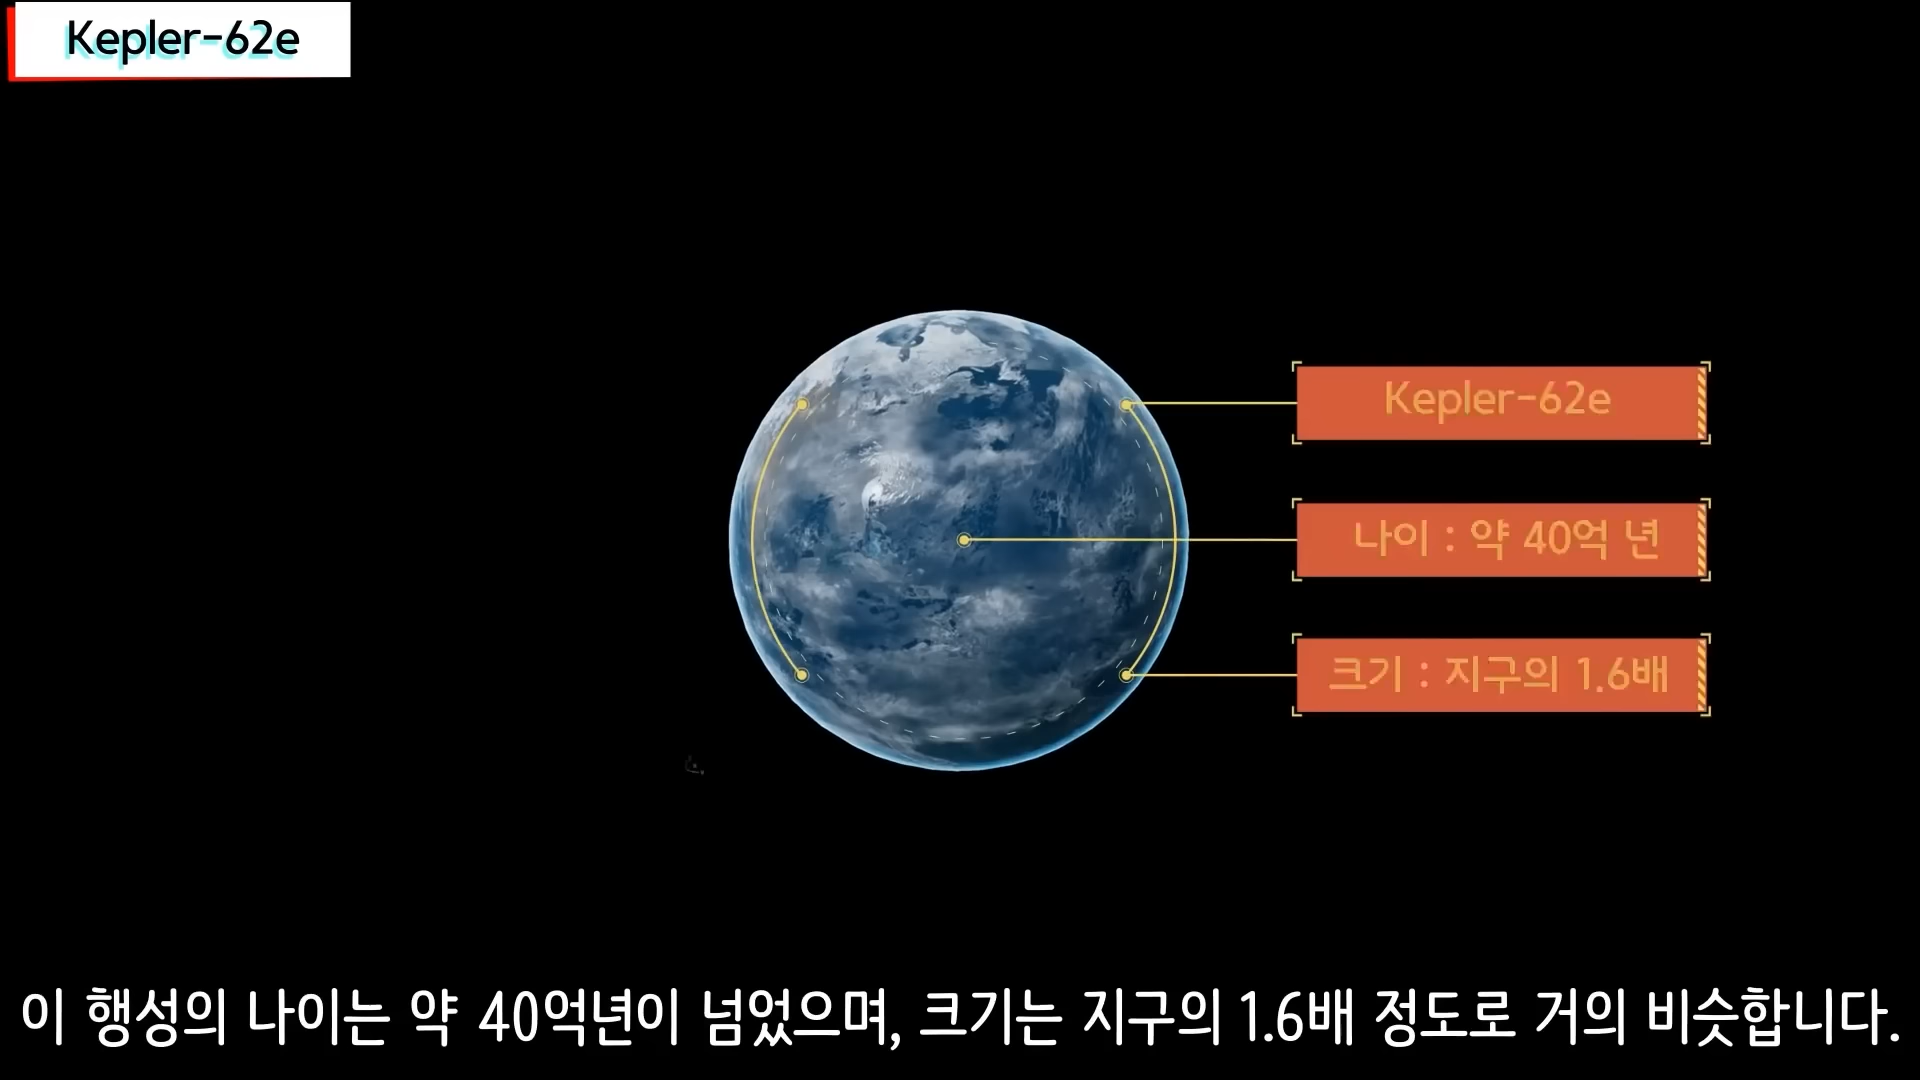 Kepler-62e
Kepler-62e
나이 : 약 40억 년
크기 : 지구의 1.6배
이 행성의 나이는 약 40억년이 넘었으며, 크기는 지구의 1.6배 정도로 거의 비슷합니다.